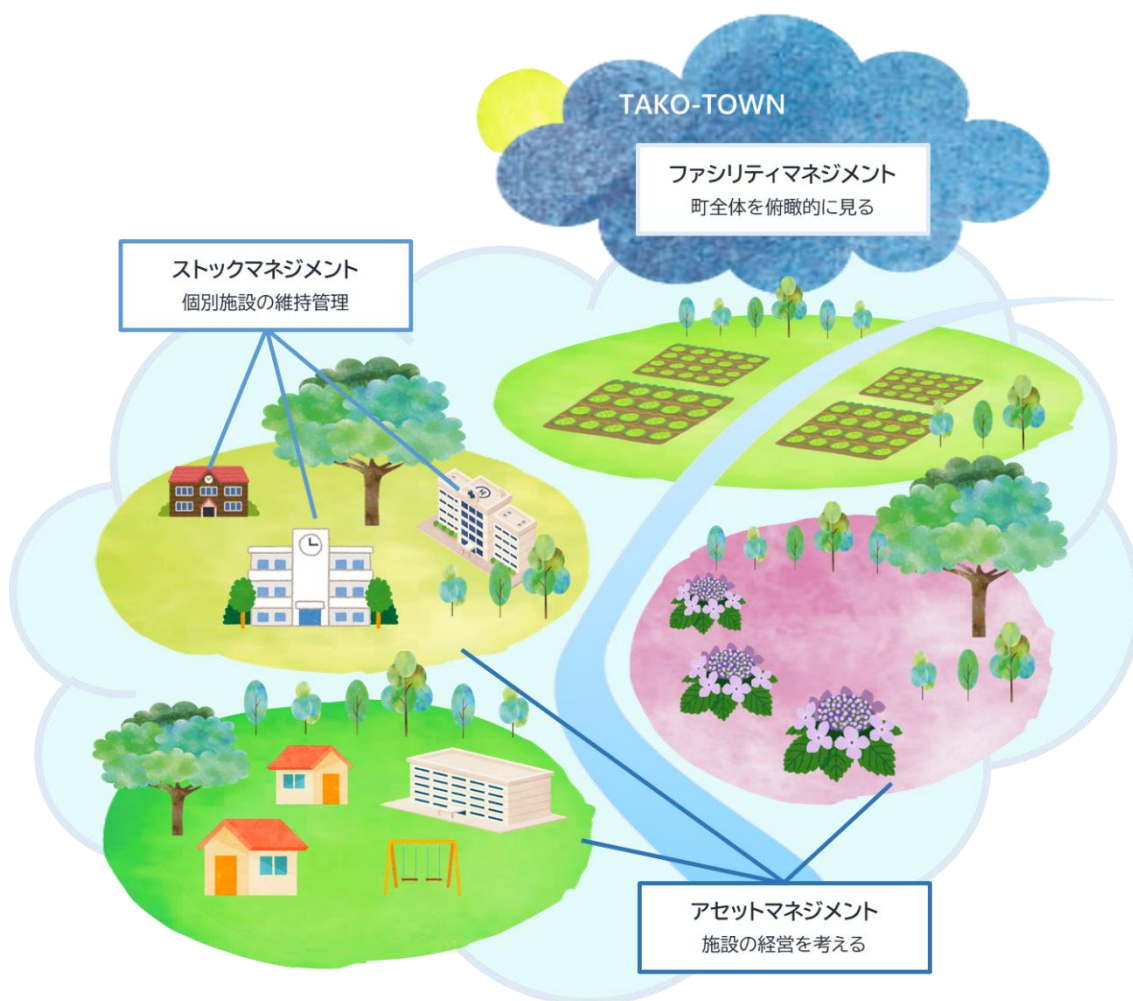 TAKO-TOWN
ファシリティマネジメント
町全体を俯瞰的に見る
ストックマネジメント
個別施設の維持管理
アセットマネジメント
施設の経営を考える